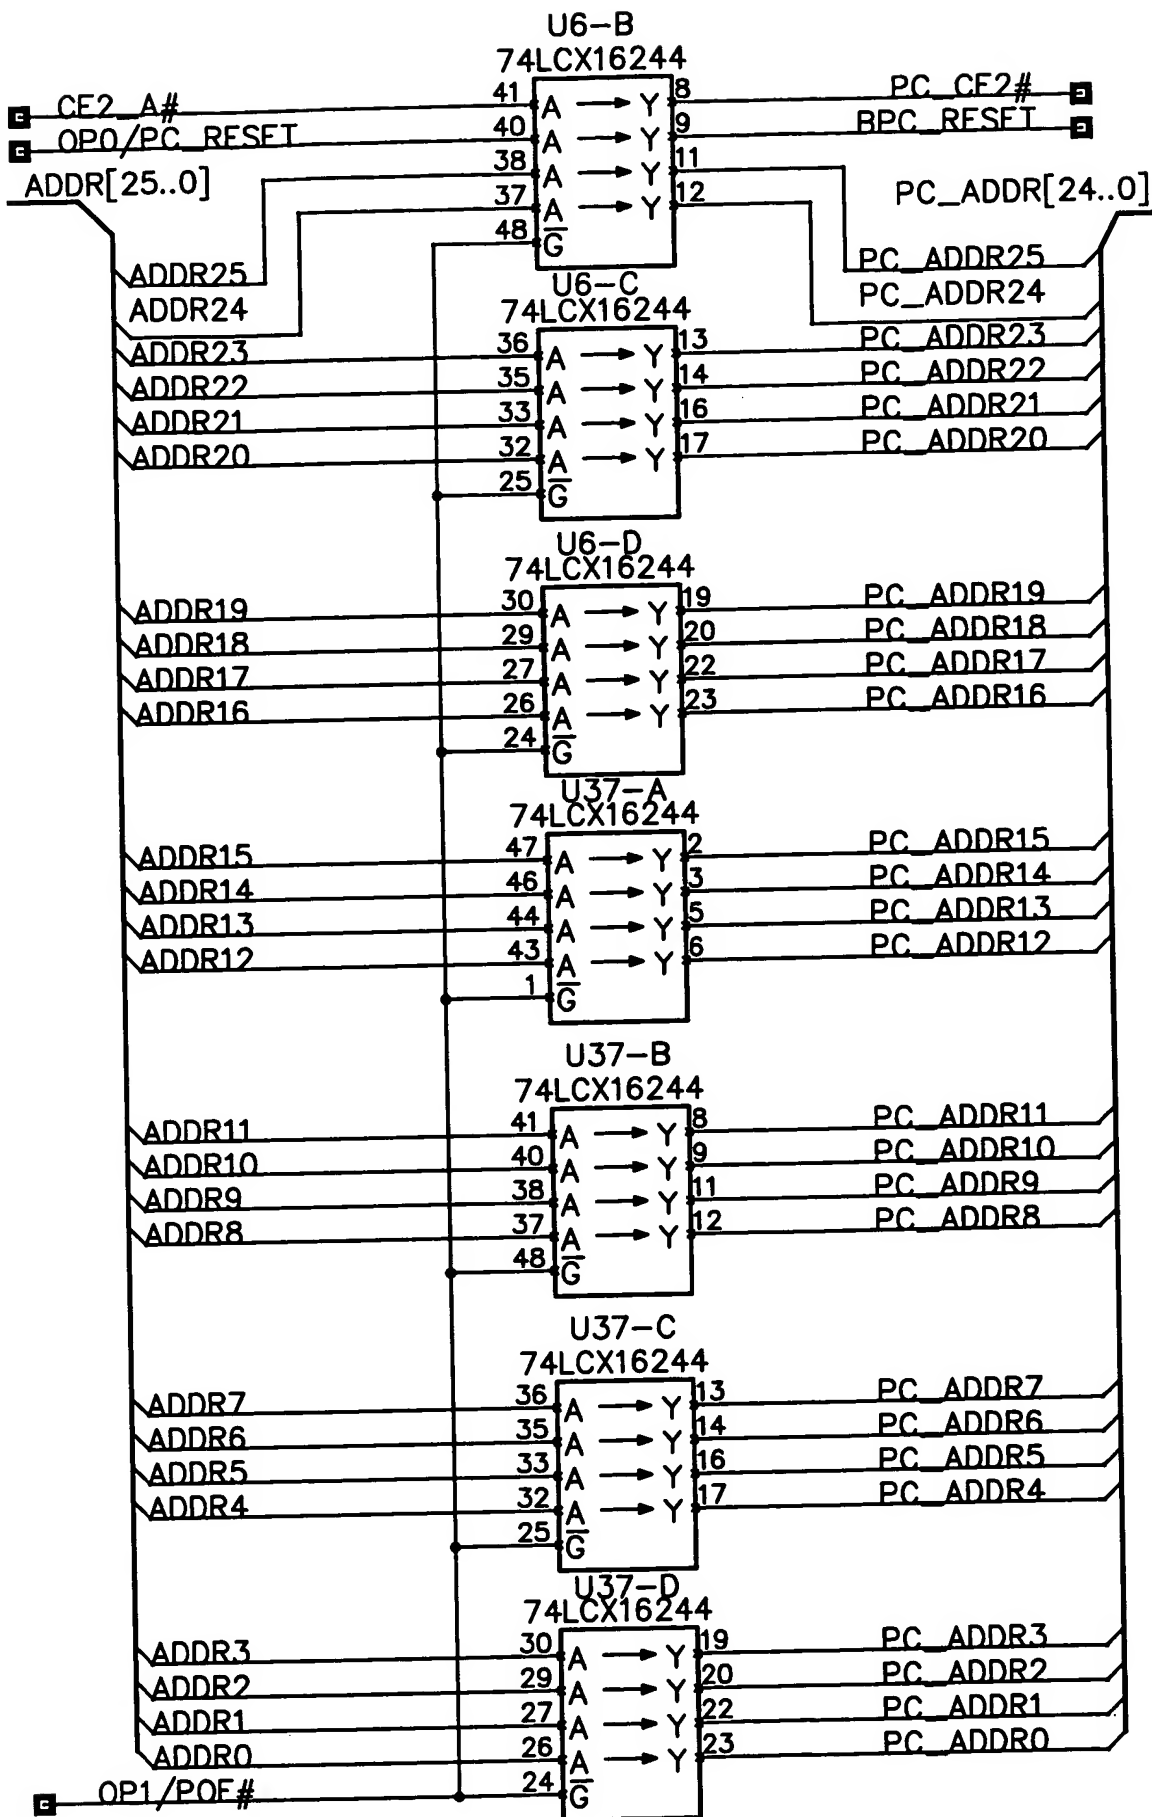 U6-B
74LCX16244
CE2_A# 41 A Y 8 PC_CE2#
OP0/PC_RESET 40 A Y 9 BPC_RESET
38 A Y 11
37 A Y 12
48 G
ADDR[25..0] PC_ADDR[24..0]
ADDR25 PC_ADDR25
ADDR24 PC_ADDR24
U6-C
74LCX16244
ADDR23 36 A Y 13 PC_ADDR23
ADDR22 35 A Y 14 PC_ADDR22
ADDR21 33 A Y 16 PC_ADDR21
ADDR20 32 A Y 17 PC_ADDR20
25 G
U6-D
74LCX16244
ADDR19 30 A Y 19 PC_ADDR19
ADDR18 29 A Y 20 PC_ADDR18
ADDR17 27 A Y 22 PC_ADDR17
ADDR16 26 A Y 23 PC_ADDR16
24 G
U37-A
74LCX16244
ADDR15 47 A Y 2 PC_ADDR15
ADDR14 46 A Y 3 PC_ADDR14
ADDR13 44 A Y 5 PC_ADDR13
ADDR12 43 A Y 6 PC_ADDR12
1 G
U37-B
74LCX16244
ADDR11 41 A Y 8 PC_ADDR11
ADDR10 40 A Y 9 PC_ADDR10
ADDR9 38 A Y 11 PC_ADDR9
ADDR8 37 A Y 12 PC_ADDR8
48 G
U37-C
74LCX16244
ADDR7 36 A Y 13 PC_ADDR7
ADDR6 35 A Y 14 PC_ADDR6
ADDR5 33 A Y 16 PC_ADDR5
ADDR4 32 A Y 17 PC_ADDR4
25 G
U37-D
74LCX16244
ADDR3 30 A Y 19 PC_ADDR3
ADDR2 29 A Y 20 PC_ADDR2
ADDR1 27 A Y 22 PC_ADDR1
ADDR0 26 A Y 23 PC_ADDR0
OP1/POF# 24 G